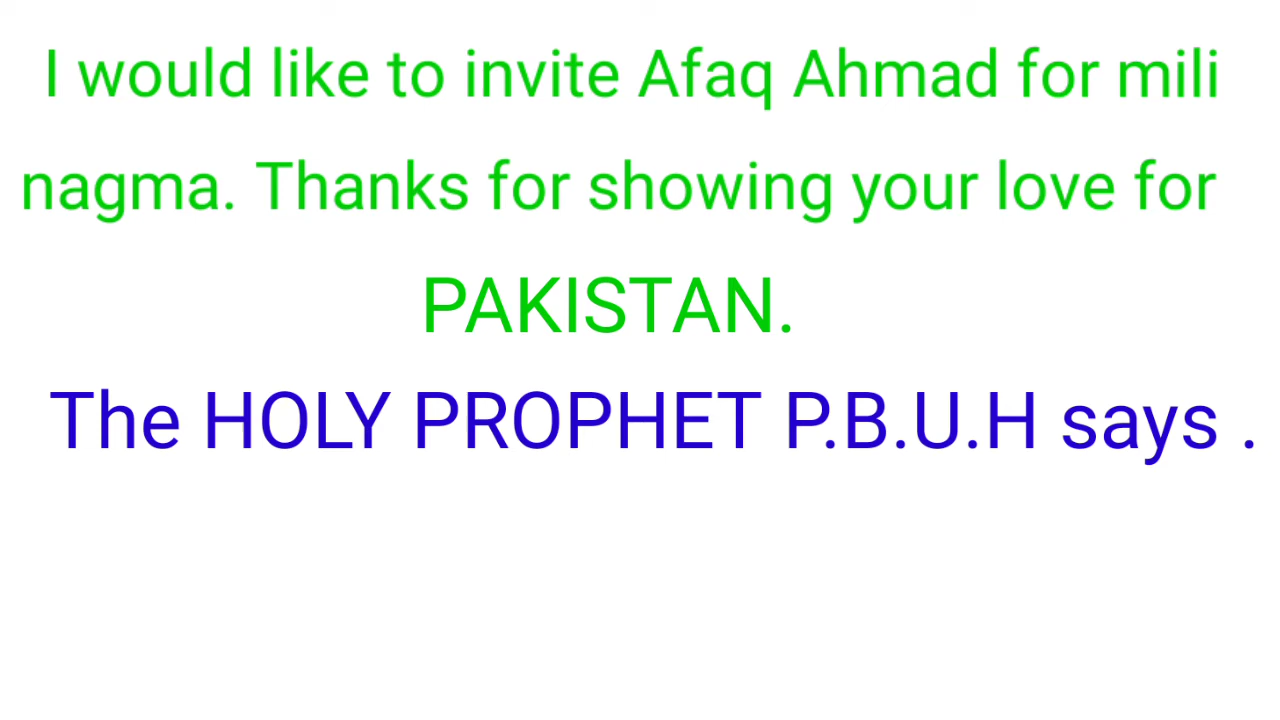 I would like to invite Afaq Ahmad for mili
nagma. Thanks for showing your love for
PAKISTAN.
The HOLY PROPHET P.B.U.H says .